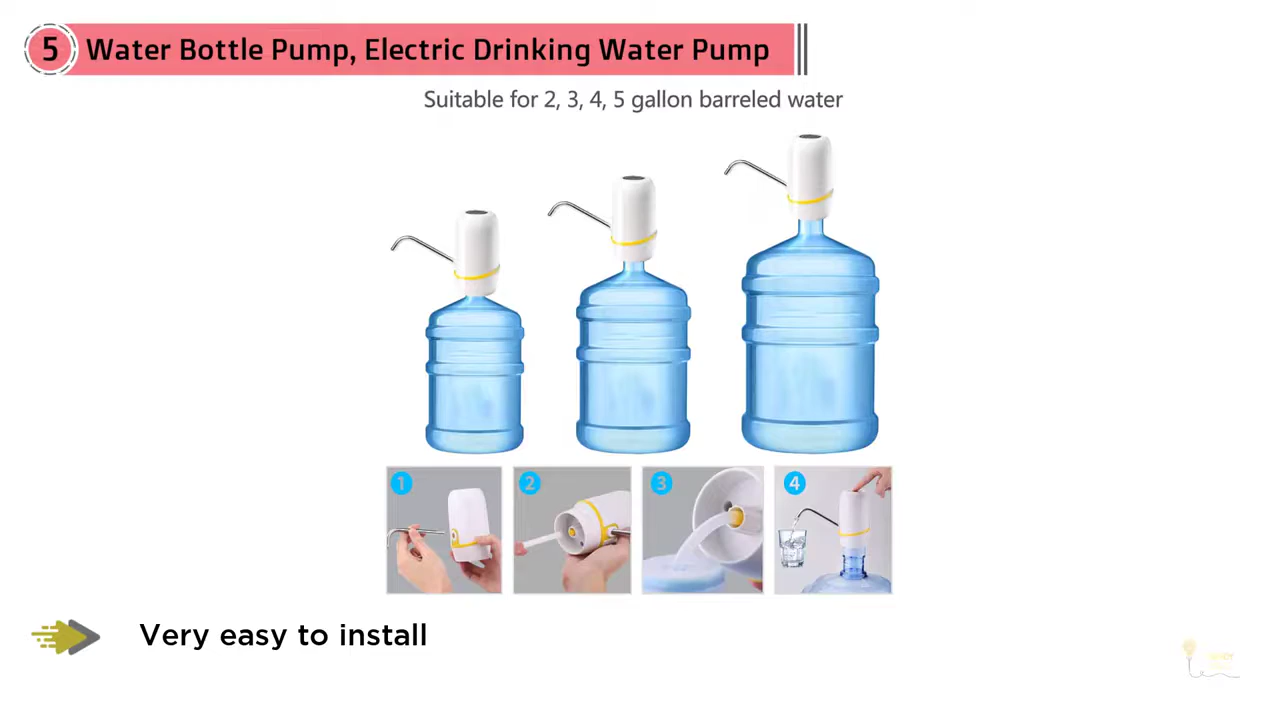 5 Water Bottle Pump, Electric Drinking Water Pump
Suitable for 2, 3, 4, 5 gallon barreled water
1 2 3 4
Very easy to install